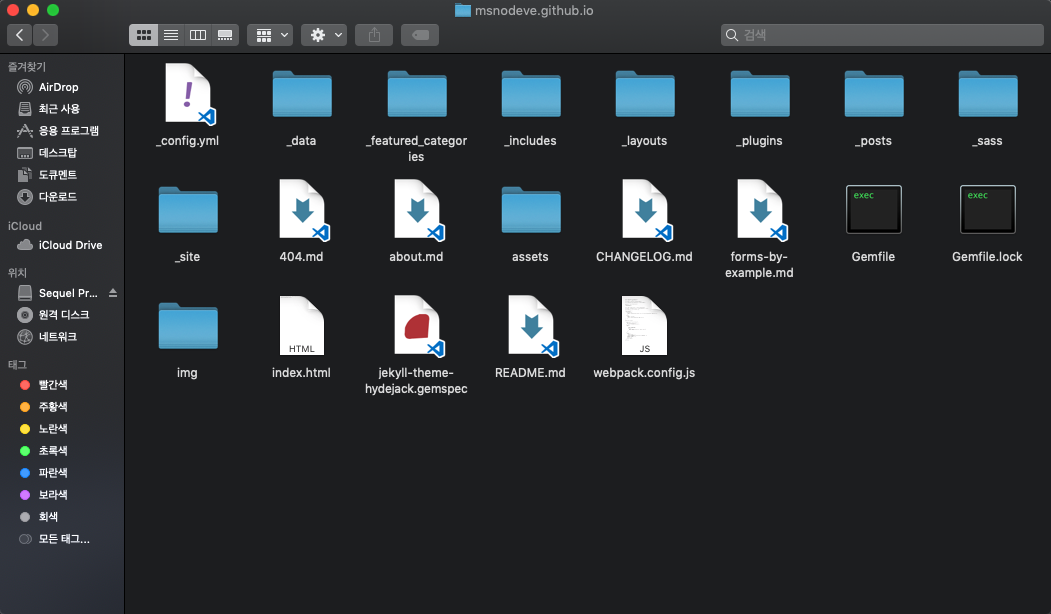 msnodeve.github.io
검색
즐겨찾기
AirDrop
최근 사용
응용 프로그램
데스크탑
도큐멘트
다운로드
iCloud
iCloud Drive
위치
Sequel Pr...
원격 디스크
네트워크
태그
빨간색
주황색
노란색
초록색
파란색
보라색
회색
모든 태그...
_config.yml
_data
_featured_categor
ies
_includes
_layouts
_plugins
_posts
_sass
_site
404.md
about.md
assets
CHANGELOG.md
forms-by-
example.md
exec
Gemfile
exec
Gemfile.lock
img
HTML
index.html
jekyll-theme-
hydejack.gemspec
README.md
JS
webpack.config.js